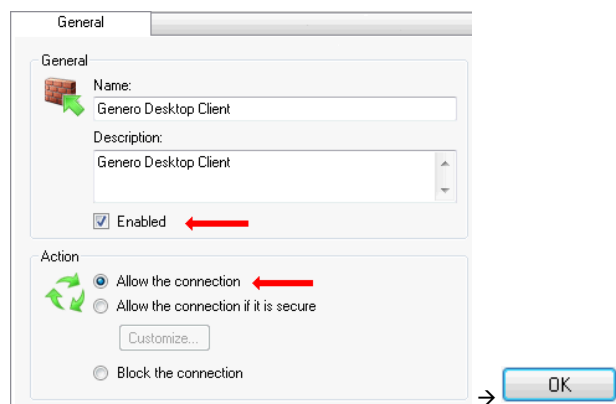 General
General
Name:
Genero Desktop Client
Description:
Genero Desktop Client
Enabled
Action
Allow the connection
Allow the connection if it is secure
Customize...
Block the connection
→ OK